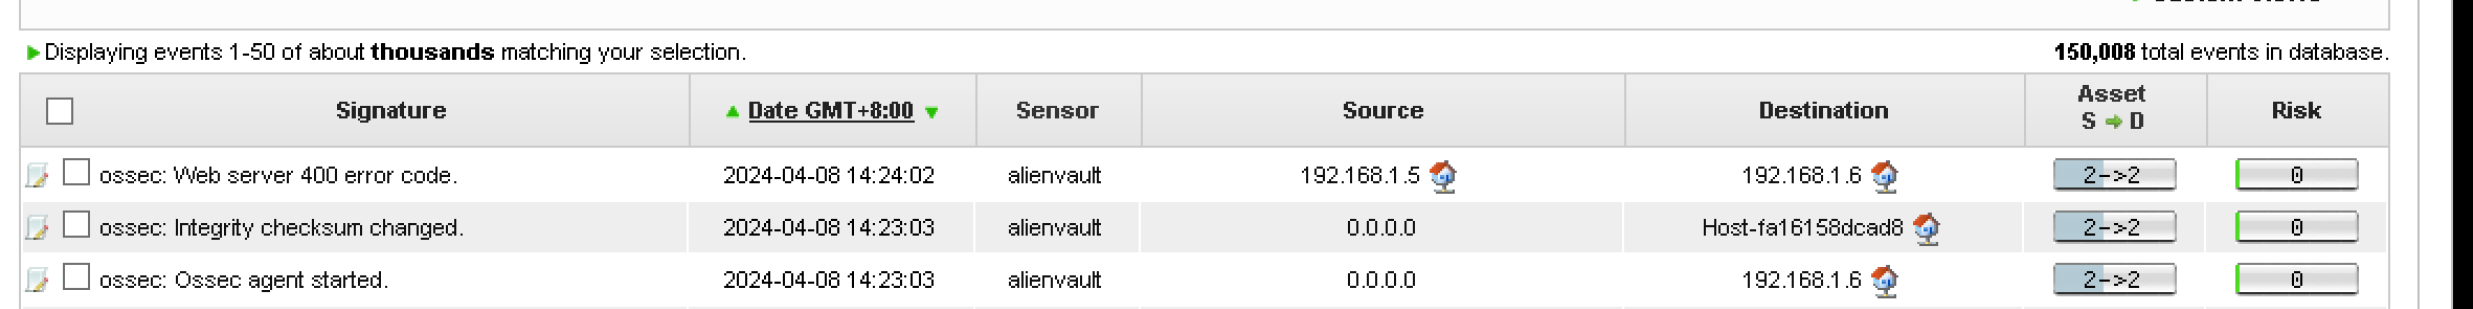 Displaying events 1-50 of about thousands matching your selection. 150,008 total events in database.
Signature Date GMT+8:00 Sensor Source Destination Asset S D Risk
ossec: Web server 400 error code. 2024-04-08 14:24:02 alienvault 192.168.1.5 192.168.1.6 2->2 0
ossec: Integrity checksum changed. 2024-04-08 14:23:03 alienvault 0.0.0.0 Host-fa16158dcad8 2->2 0
ossec: Ossec agent started. 2024-04-08 14:23:03 alienvault 0.0.0.0 192.168.1.6 2->2 0